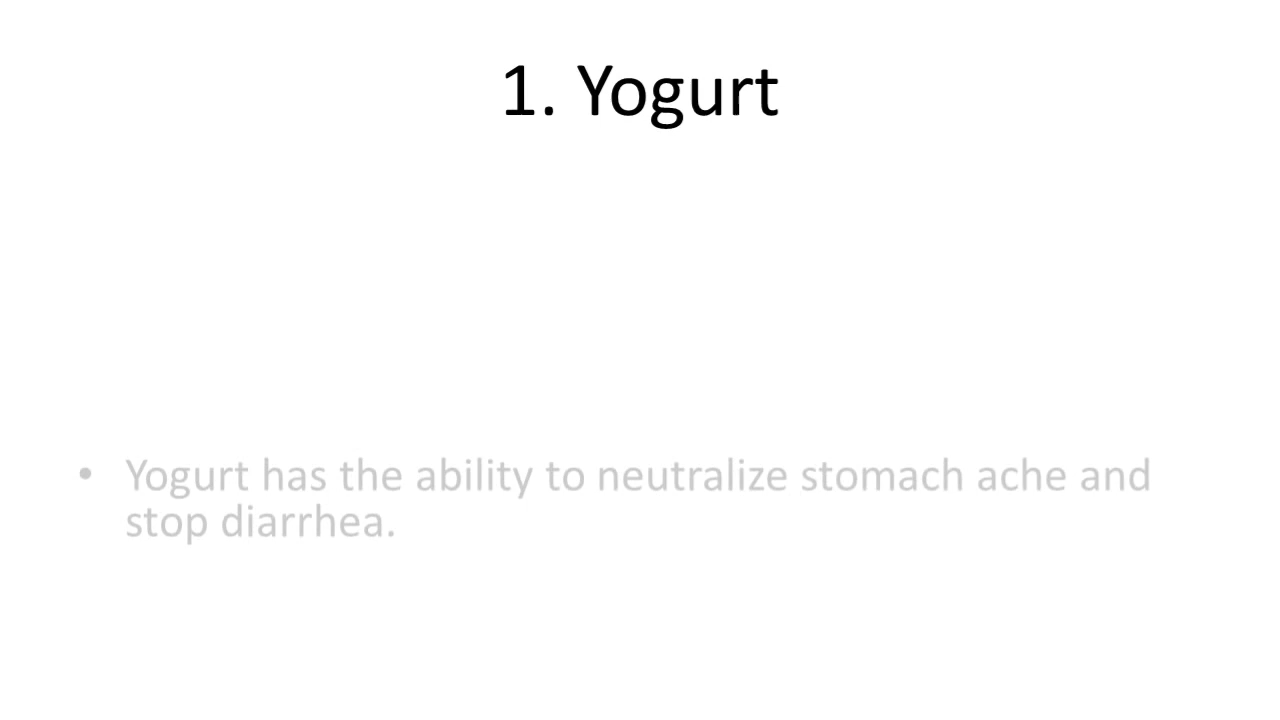 1. Yogurt
• Yogurt has the ability to neutralize stomach ache and
stop diarrhea.